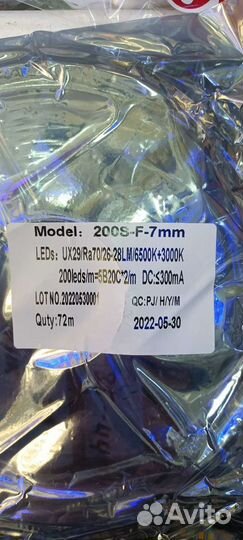 Model: 200S-F-7mm
LEDs: UX29/Ra70/26-28LM/6500K+3000K
200leds/m=5B20C*2/m DC:≤300mA
LOT NO.20220530001 QC:PJ/ H/Y/M
Quty:72m 2022-05-30
Avito